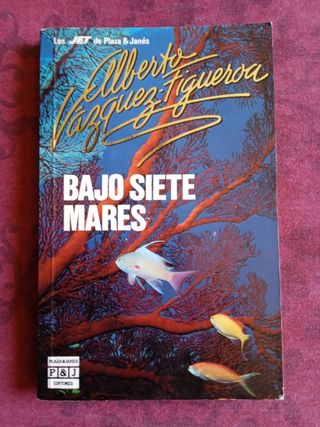 Los JET de Plaza & Janés
Alberto
Vázquez-Figueroa
BAJO SIETE
MARES
PLAZA & JANES
P&J
EDITORES